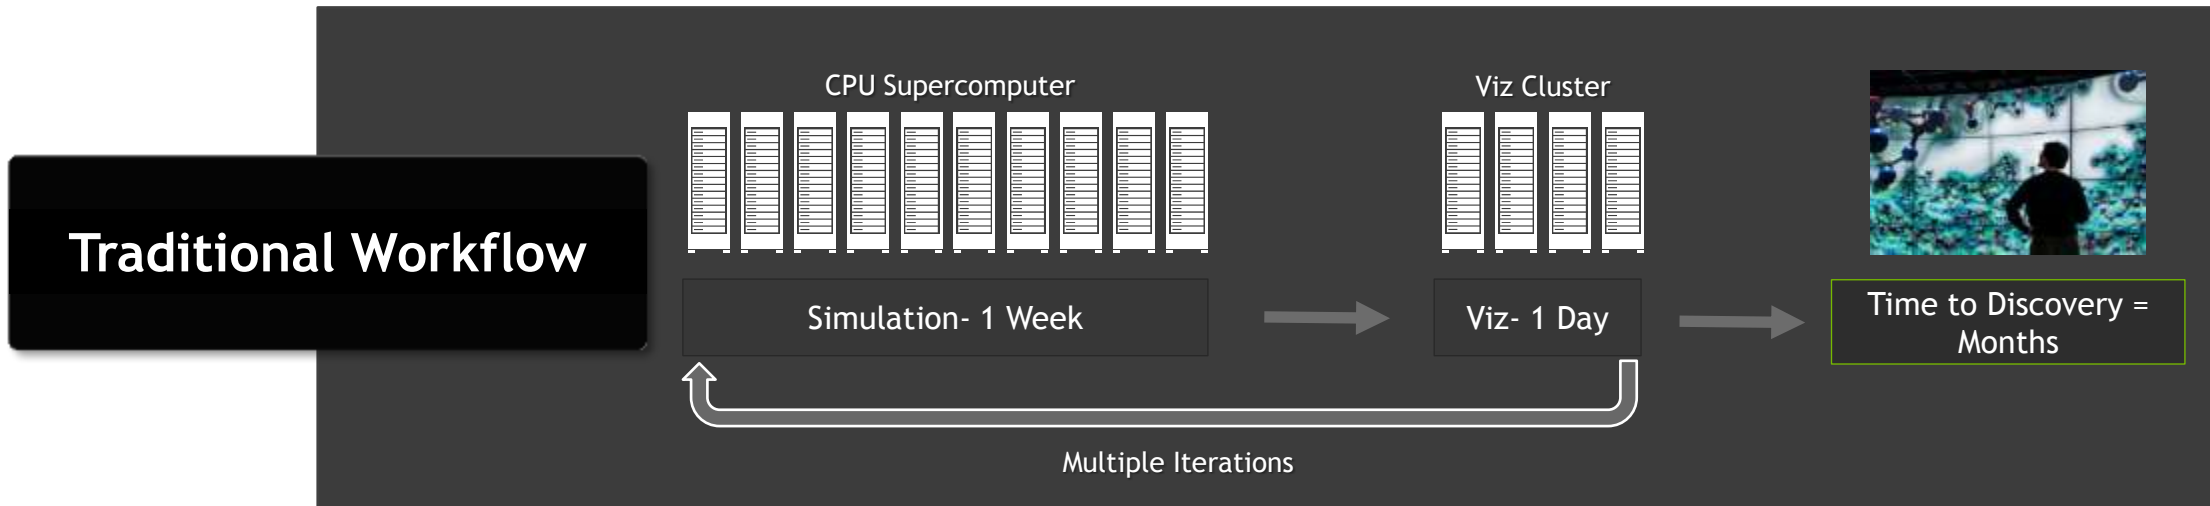 Traditional Workflow
CPU Supercomputer
Viz Cluster
Simulation- 1 Week
Viz- 1 Day
Time to Discovery =
Months
Multiple Iterations